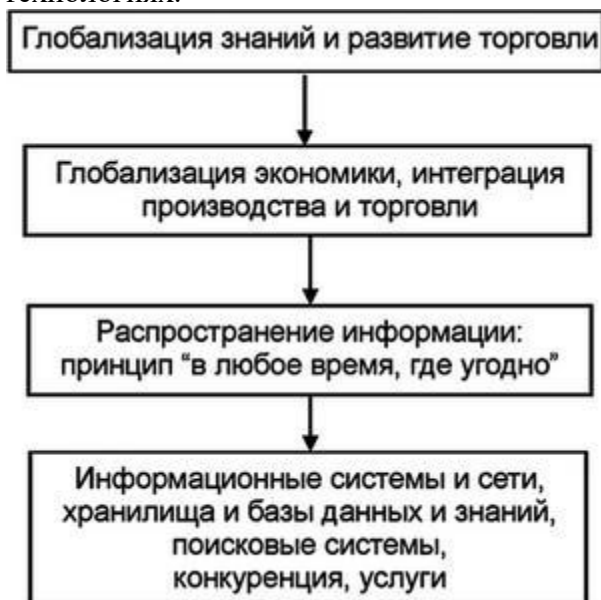 технологиях.
Глобализация знаний и развитие торговли
Глобализация экономики, интеграция
производства и торговли
Распространение информации:
принцип “в любое время, где угодно”
Информационные системы и сети,
хранилища и базы данных и знаний,
поисковые системы,
конкуренция, услуги